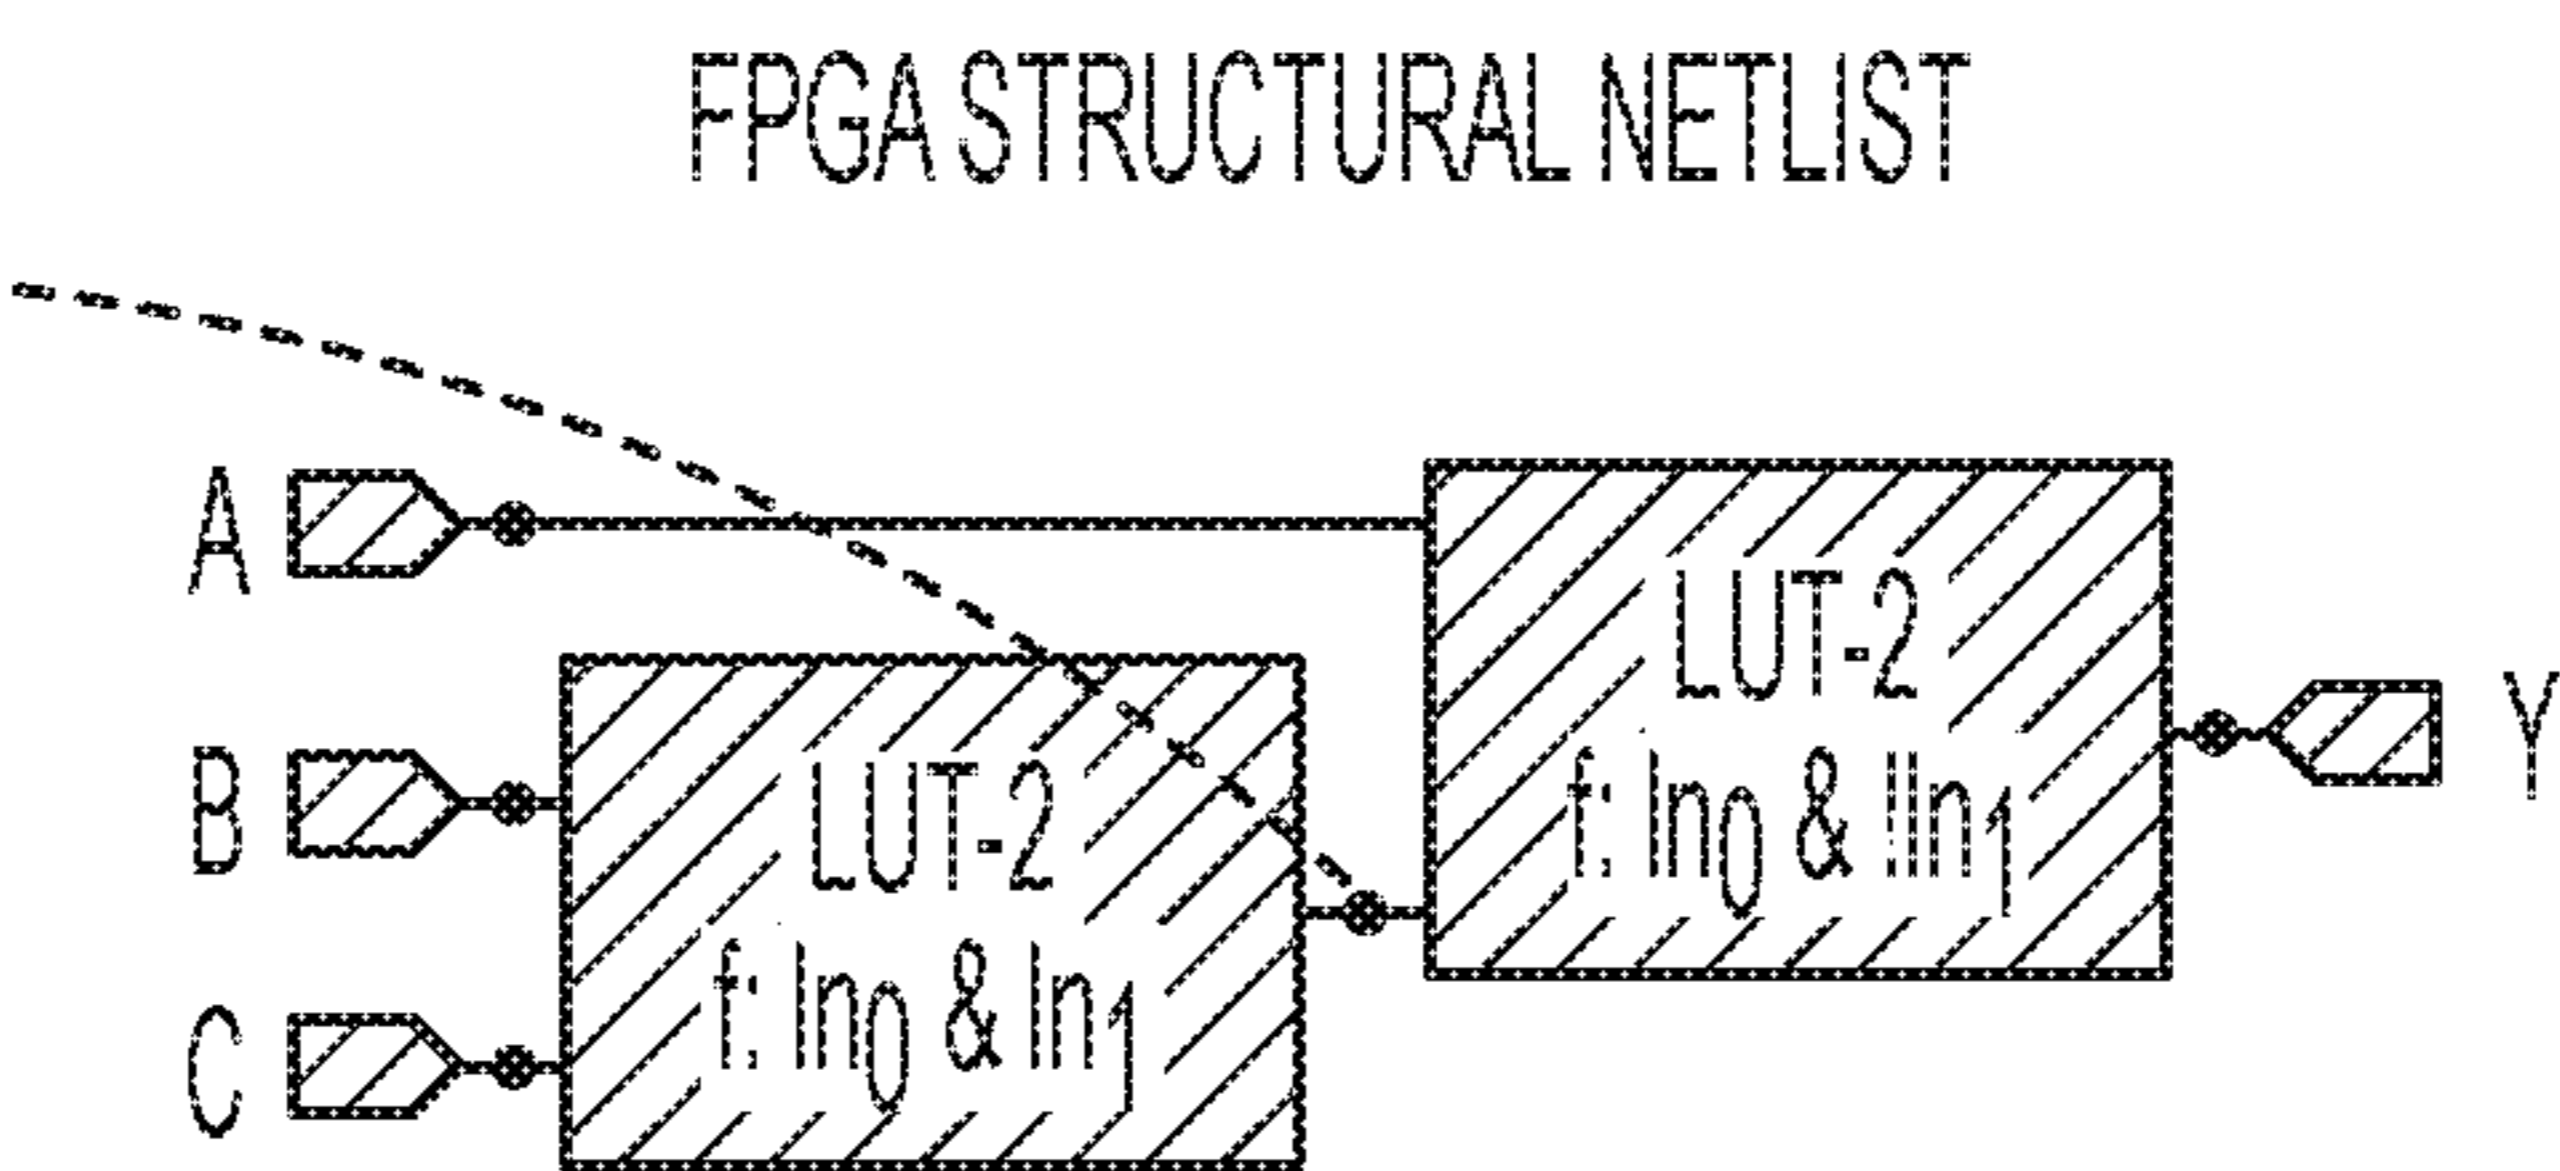 FPGA STRUCTURAL NETLIST
A
LUT-2
f: In0 & !In1
B
LUT-2
f: In0 & In1
C
Y